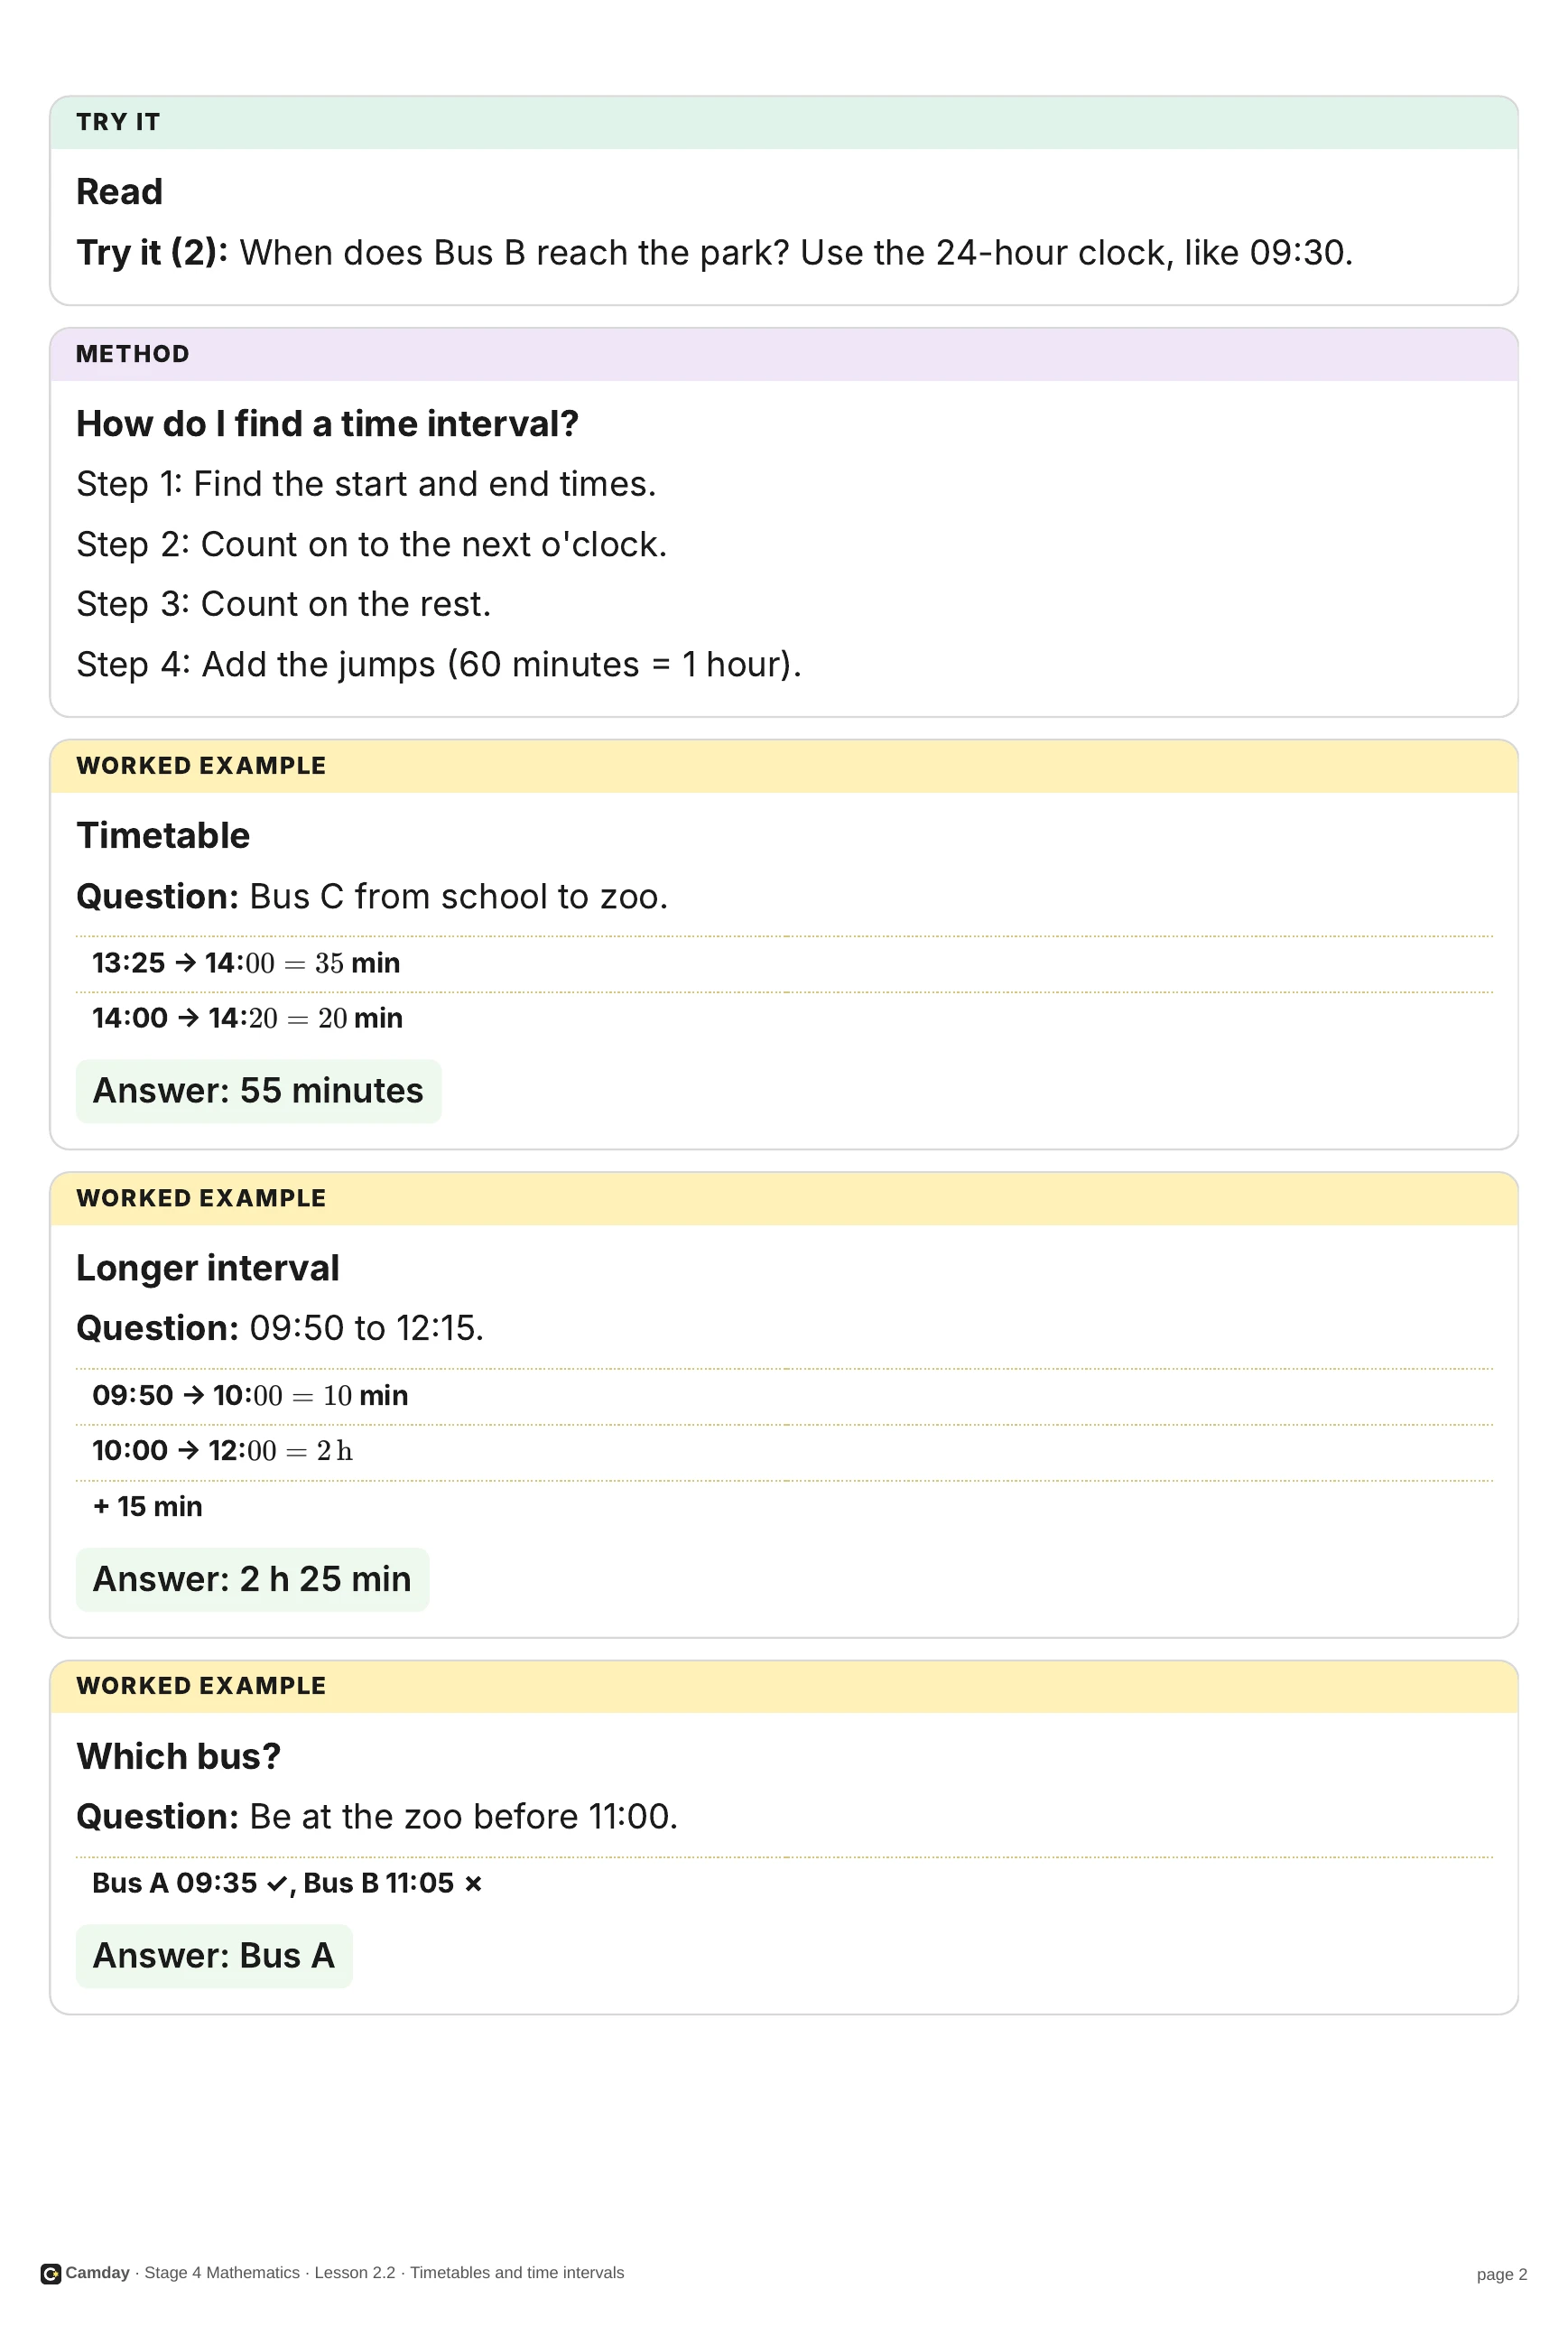 TRY IT
Read
Try it (2): When does Bus B reach the park? Use the 24-hour clock, like 09:30.
METHOD
How do I find a time interval?
Step 1: Find the start and end times.
Step 2: Count on to the next o'clock.
Step 3: Count on the rest.
Step 4: Add the jumps (60 minutes = 1 hour).
WORKED EXAMPLE
Timetable
Question: Bus C from school to zoo.
13:25 → 14:00 = 35 min
14:00 → 14:20 = 20 min
Answer: 55 minutes
WORKED EXAMPLE
Longer interval
Question: 09:50 to 12:15.
09:50 → 10:00 = 10 min
10:00 → 12:00 = 2 h
+ 15 min
Answer: 2 h 25 min
WORKED EXAMPLE
Which bus?
Question: Be at the zoo before 11:00.
Bus A 09:35 ✓, Bus B 11:05 ×
Answer: Bus A
Camday · Stage 4 Mathematics · Lesson 2.2 · Timetables and time intervals
page 2